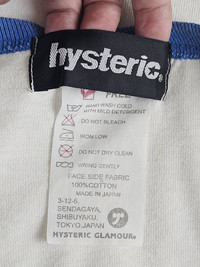 hysteric
FREE
HAND WASH COLD
WITH MILD DETERGENT
DO NOT BLEACH
IRON LOW
DO NOT DRY CLEAN
WRING GENTLY
FACE SIDE FABRIC
100%COTTON
MADE IN JAPAN
3-12-6,
SENDAGAYA,
SHIBUYAKU,
TOKYO JAPAN
HYSTERIC GLAMOUR